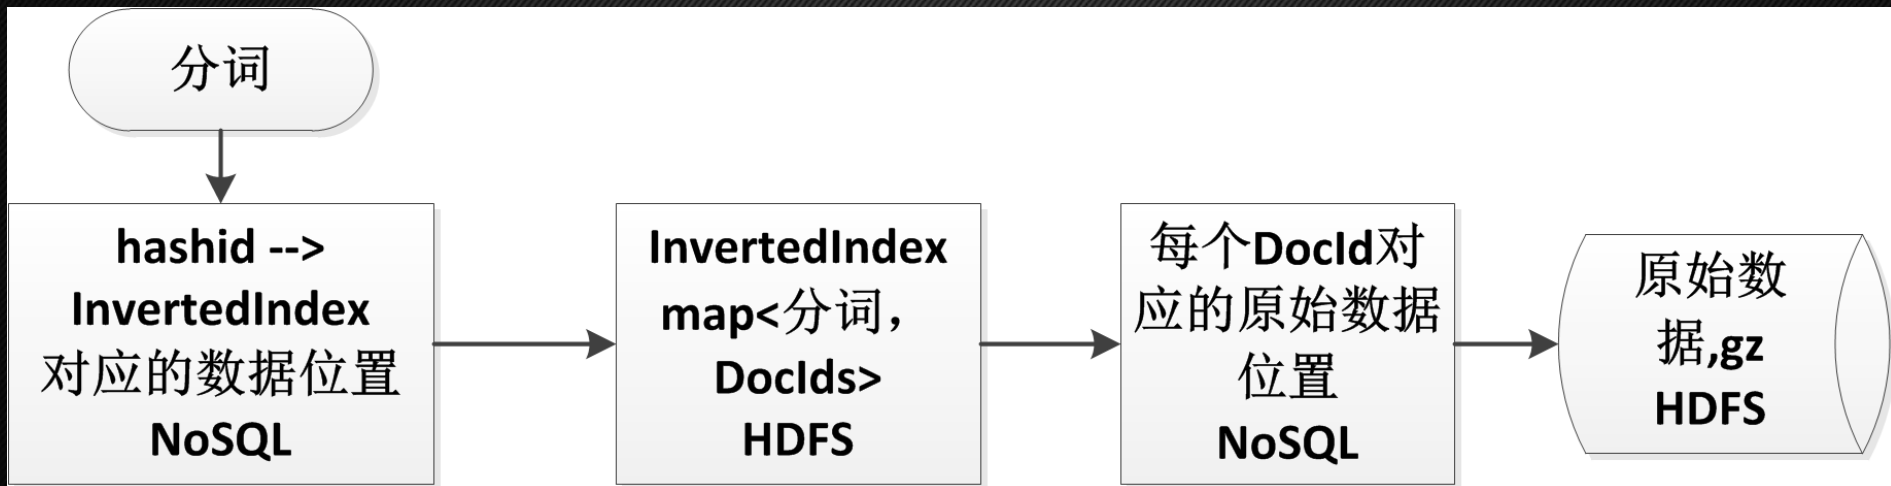 分词
hashid -->
InvertedIndex
对应的数据位置
NoSQL
InvertedIndex
map<分词，
DocIds>
HDFS
每个DocId对
应的原始数据
位置
NoSQL
原始数
据,gz
HDFS